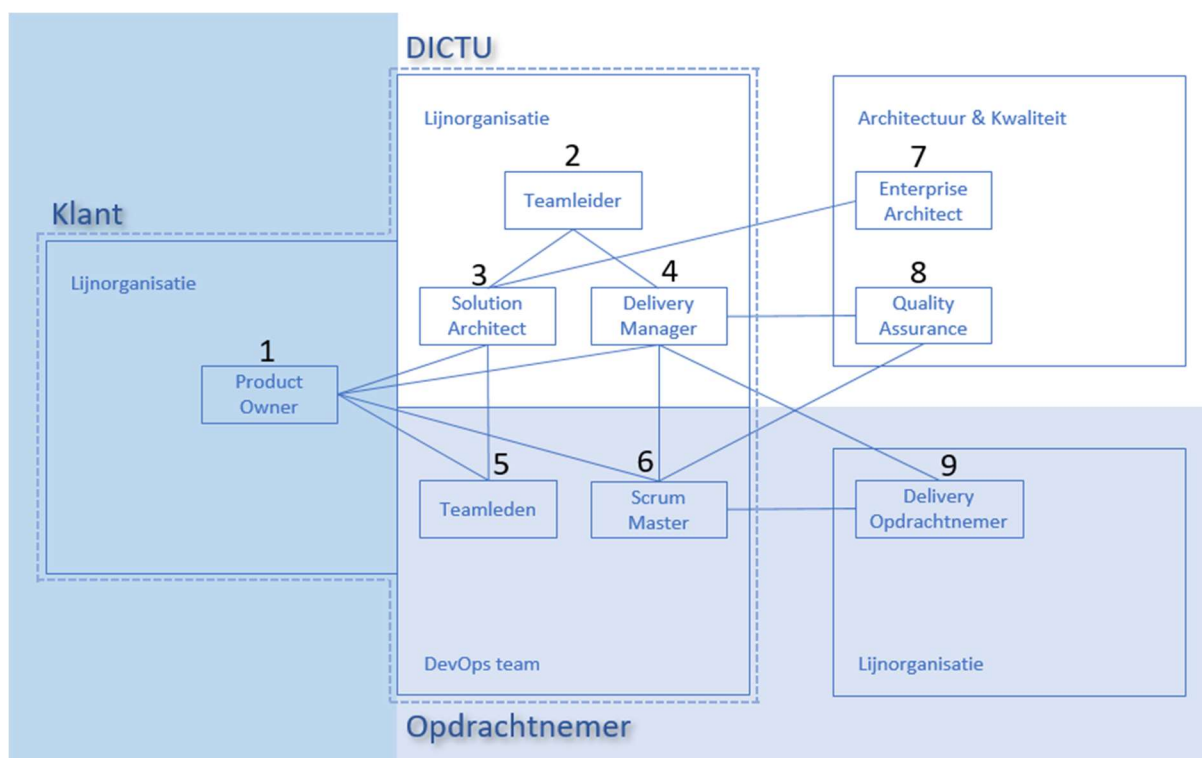 DICTU
Lijnorganisatie
Architectuur & Kwaliteit
2
Teamleider
7
Enterprise
Architect
Klant
Lijnorganisatie
3
Solution
Architect
4
Delivery
Manager
8
Quality
Assurance
1
Product
Owner
5
Teamleden
6
Scrum
Master
9
Delivery
Opdrachtnemer
DevOps team
Lijnorganisatie
Opdrachtnemer